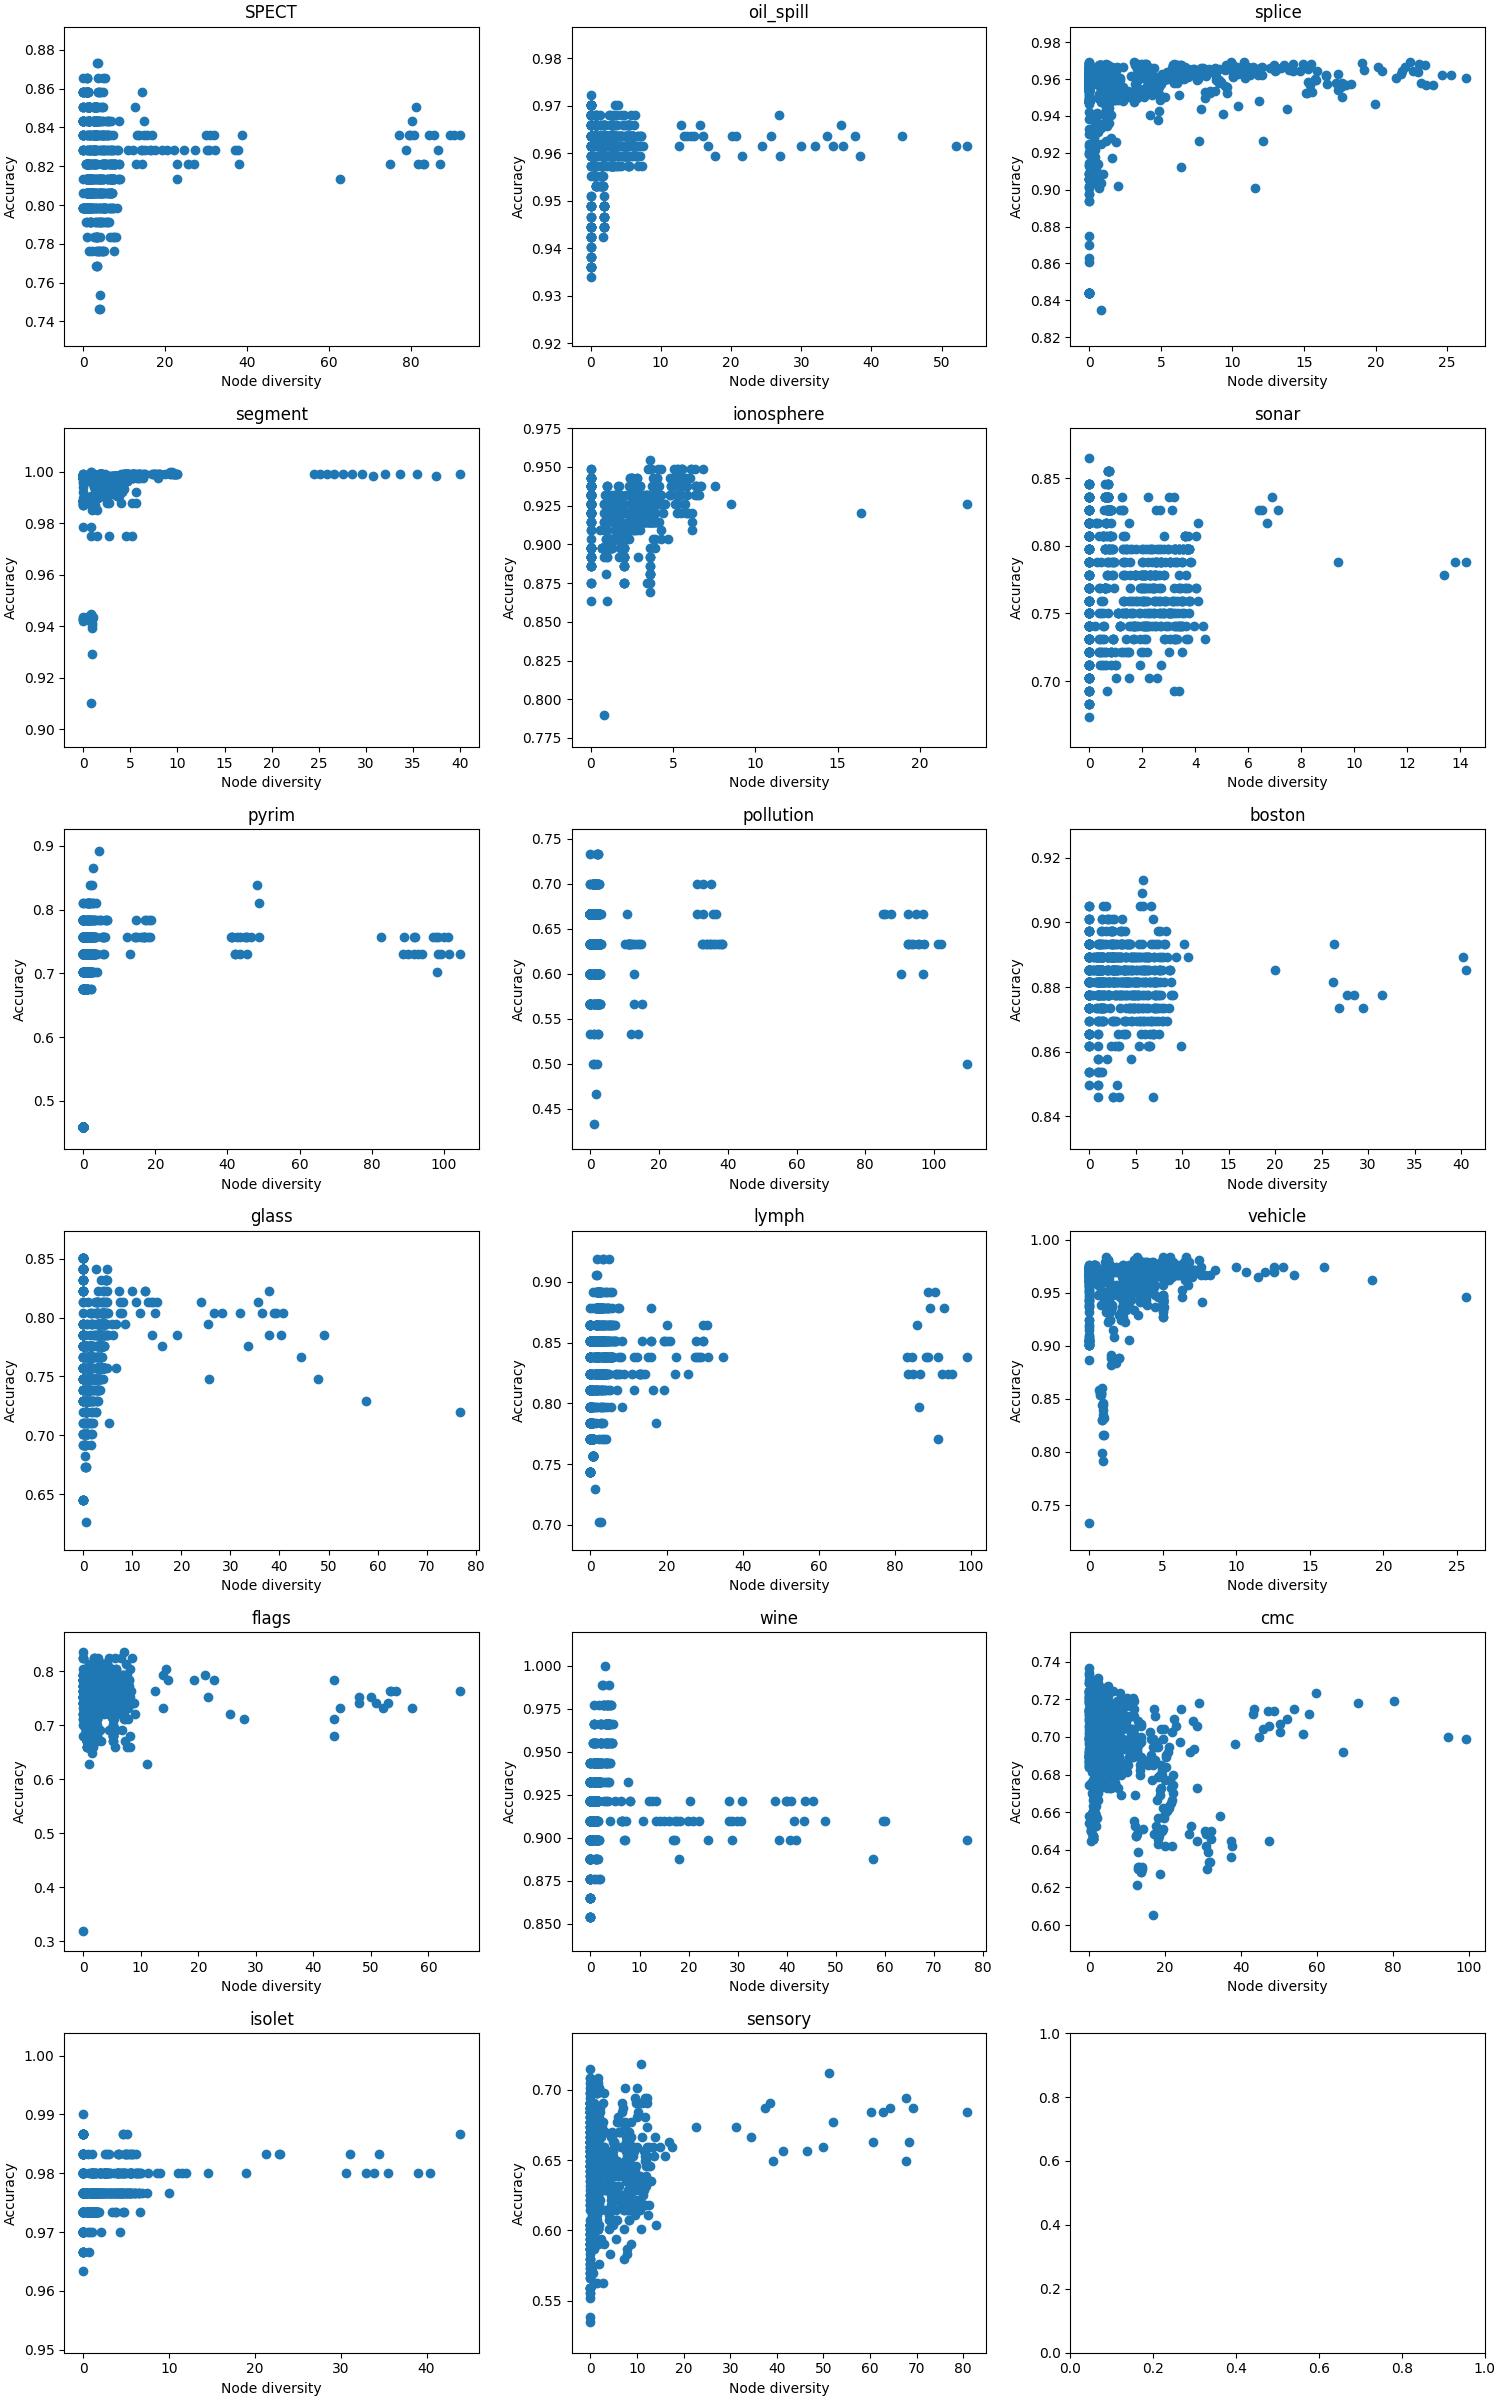 SPECT
0.88
0.86
0.84
0.82
0.80
0.78
0.76
0.74
Accuracy
0 20 40 60 80
Node diversity
oil_spill
0.98
0.97
0.96
0.95
0.94
0.93
0.92
Accuracy
0 10 20 30 40 50
Node diversity
splice
0.98
0.96
0.94
0.92
0.90
0.88
0.86
0.84
0.82
Accuracy
0 5 10 15 20 25
Node diversity
segment
1.00
0.98
0.96
0.94
0.92
0.90
Accuracy
0 5 10 15 20 25 30 35 40
Node diversity
ionosphere
0.975
0.950
0.925
0.900
0.875
0.850
0.825
0.800
0.775
Accuracy
0 5 10 15 20
Node diversity
sonar
0.85
0.80
0.75
0.70
Accuracy
0 2 4 6 8 10 12 14
Node diversity
pyrim
0.9
0.8
0.7
0.6
0.5
Accuracy
0 20 40 60 80 100
Node diversity
pollution
0.75
0.70
0.65
0.60
0.55
0.50
0.45
Accuracy
0 20 40 60 80 100
Node diversity
boston
0.92
0.90
0.88
0.86
0.84
Accuracy
0 5 10 15 20 25 30 35 40
Node diversity
glass
0.85
0.80
0.75
0.70
0.65
Accuracy
0 10 20 30 40 50 60 70 80
Node diversity
lymph
0.90
0.85
0.80
0.75
0.70
Accuracy
0 20 40 60 80 100
Node diversity
vehicle
1.00
0.95
0.90
0.85
0.80
0.75
Accuracy
0 5 10 15 20 25
Node diversity
flags
0.8
0.7
0.6
0.5
0.4
0.3
Accuracy
0 10 20 30 40 50 60
Node diversity
wine
1.000
0.975
0.950
0.925
0.900
0.875
0.850
Accuracy
0 10 20 30 40 50 60 70 80
Node diversity
cmc
0.74
0.72
0.70
0.68
0.66
0.64
0.62
0.60
Accuracy
0 20 40 60 80 100
Node diversity
isolet
1.00
0.99
0.98
0.97
0.96
0.95
Accuracy
0 10 20 30 40
Node diversity
sensory
0.70
0.65
0.60
0.55
Accuracy
0 10 20 30 40 50 60 70 80
Node diversity
1.0
0.8
0.6
0.4
0.2
0.0
0.0 0.2 0.4 0.6 0.8 1.0